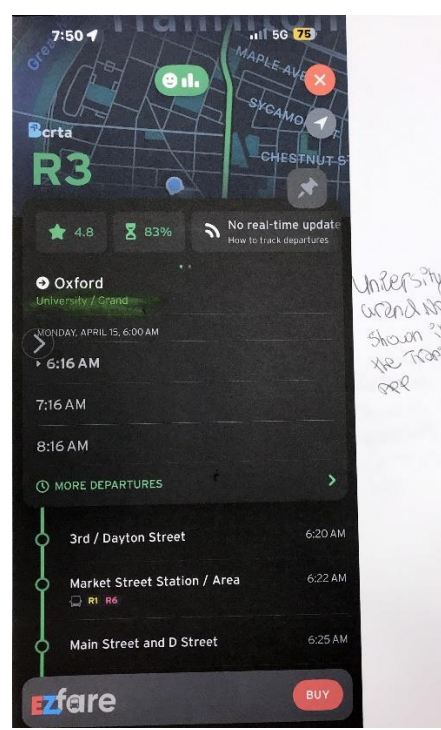 Hamilton
7:50
5G 75
MAPLE AVE
Grea
SYCAMO
Bcrta
CHESTNUT ST
R3
4.8
83%
No real-time update
How to track departures
Oxford
University / Grand
MONDAY, APRIL 15, 6:00 AM
6:16 AM
7:16 AM
8:16 AM
MORE DEPARTURES
3rd / Dayton Street 6:20 AM
Market Street Station / Area 6:22 AM
R1 R6
Main Street and D Street 6:25 AM
EZfare
BUY
University
Grand
Shown
the
app